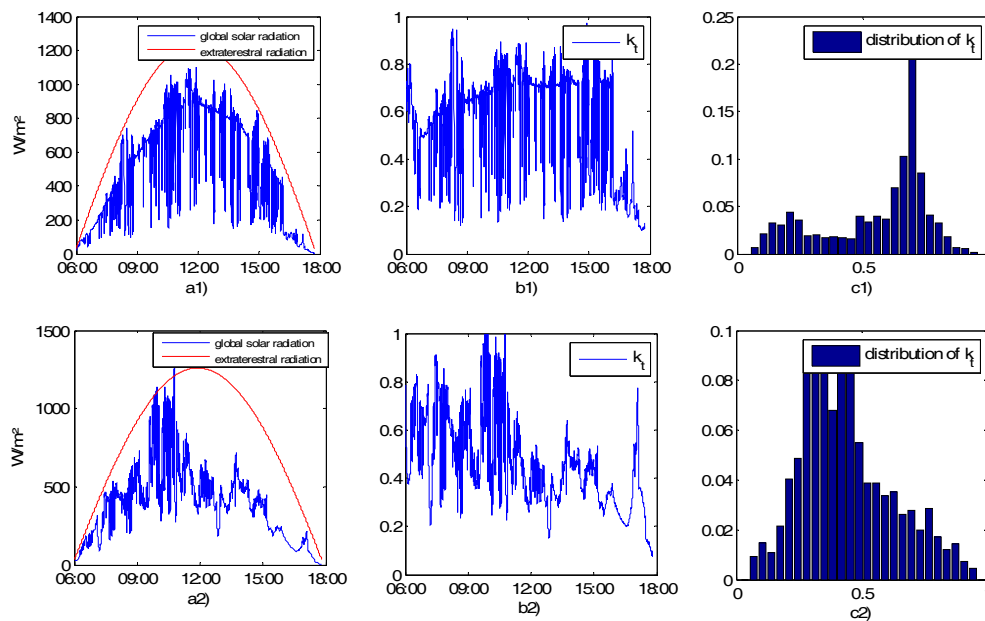 1400
1200
1000
800
600
400
200
0
W/m²
06:00 09:00 12:00 15:00 18:00
a1)
global solar radiation
extraterestral radiation
1
0.8
0.6
0.4
0.2
0
06:00 09:00 12:00 15:00 18:00
b1)
k_t
0.25
0.2
0.15
0.1
0.05
0
0 0.5
c1)
distribution of k_t
1500
1000
500
0
W/m²
06:00 09:00 12:00 15:00 18:00
a2)
global solar radiation
extraterestral radiation
1
0.8
0.6
0.4
0.2
0
06:00 09:00 12:00 15:00 18:00
b2)
k_t
0.1
0.08
0.06
0.04
0.02
0
0 0.5
c2)
distribution of k_t